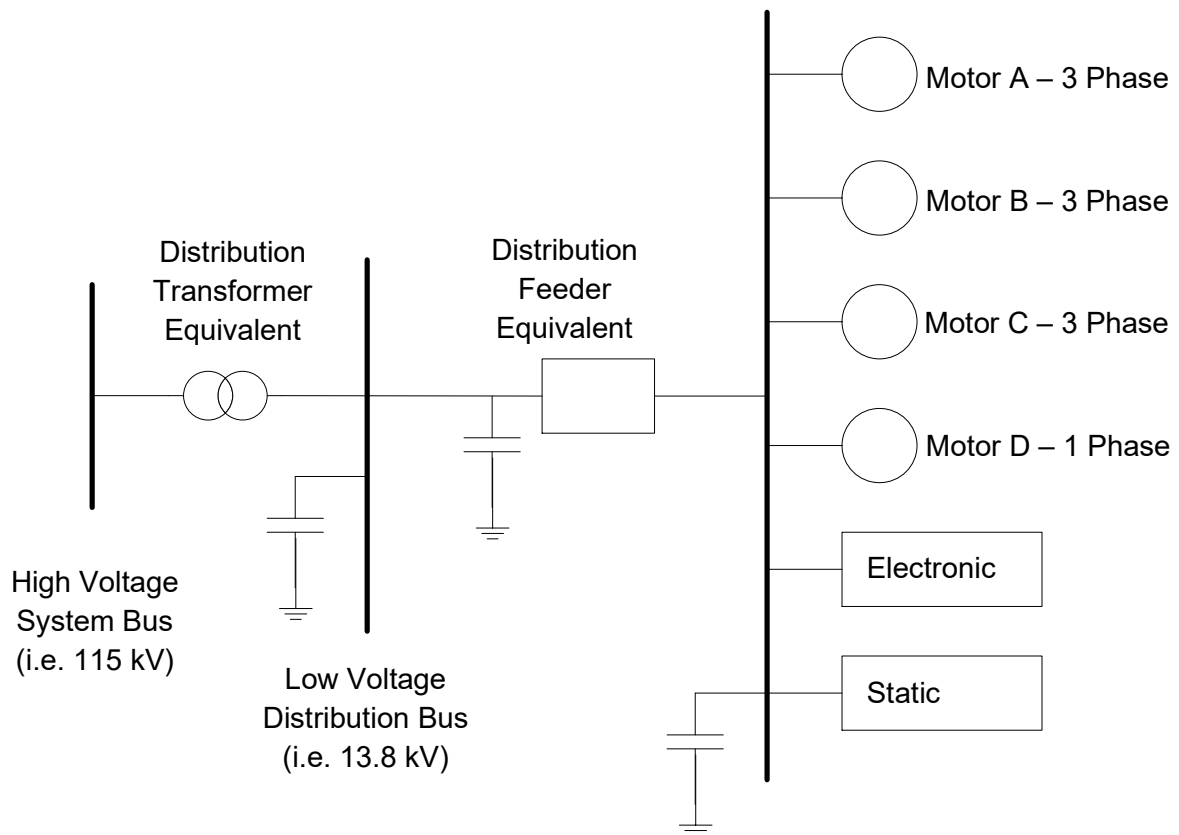 Motor A – 3 Phase
Motor B – 3 Phase
Distribution
Transformer
Equivalent
Distribution
Feeder
Equivalent
Motor C – 3 Phase
Motor D – 1 Phase
Electronic
High Voltage
System Bus
(i.e. 115 kV)
Low Voltage
Distribution Bus
(i.e. 13.8 kV)
Static